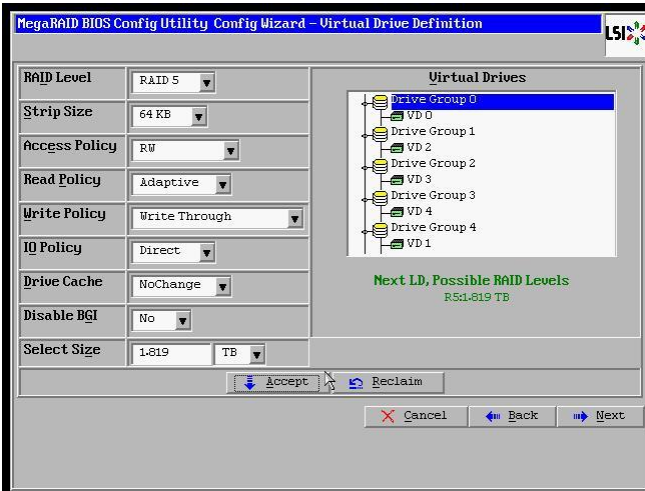 MegaRAID BIOS Config Utility Config Wizard - Virtual Drive Definition
LSI
RAID Level
RAID 5
Strip Size
64 KB
Access Policy
RW
Read Policy
Adaptive
Write Policy
Write Through
IO Policy
Direct
Drive Cache
NoChange
Disable BGI
No
Select Size
1.819
TB
Virtual Drives
Drive Group 0
VD 0
Drive Group 1
VD 2
Drive Group 2
VD 3
Drive Group 3
VD 4
Drive Group 4
VD 1
Next LD, Possible RAID Levels
R5:1.819 TB
Accept
Reclaim
Cancel
Back
Next